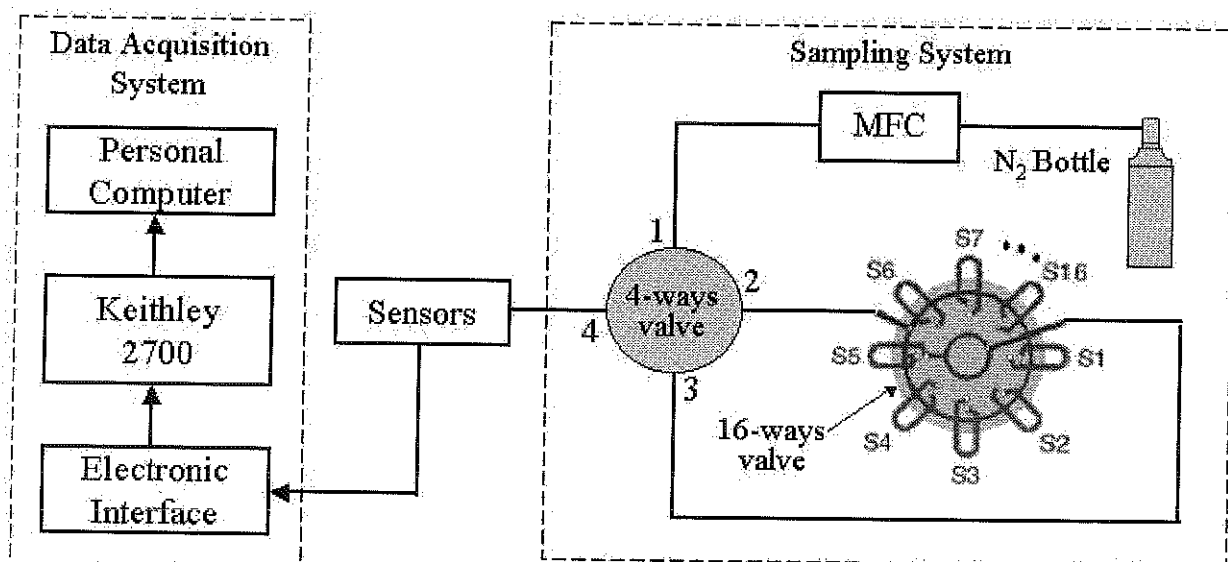 Data Acquisition
System
Personal
Computer
Keithley
2700
Electronic
Interface
Sensors
Sampling System
MFC
N₂ Bottle
1
2
3
4
4-ways
valve
S7
S16
S6
S5
S1
S4
S2
S3
16-ways
valve